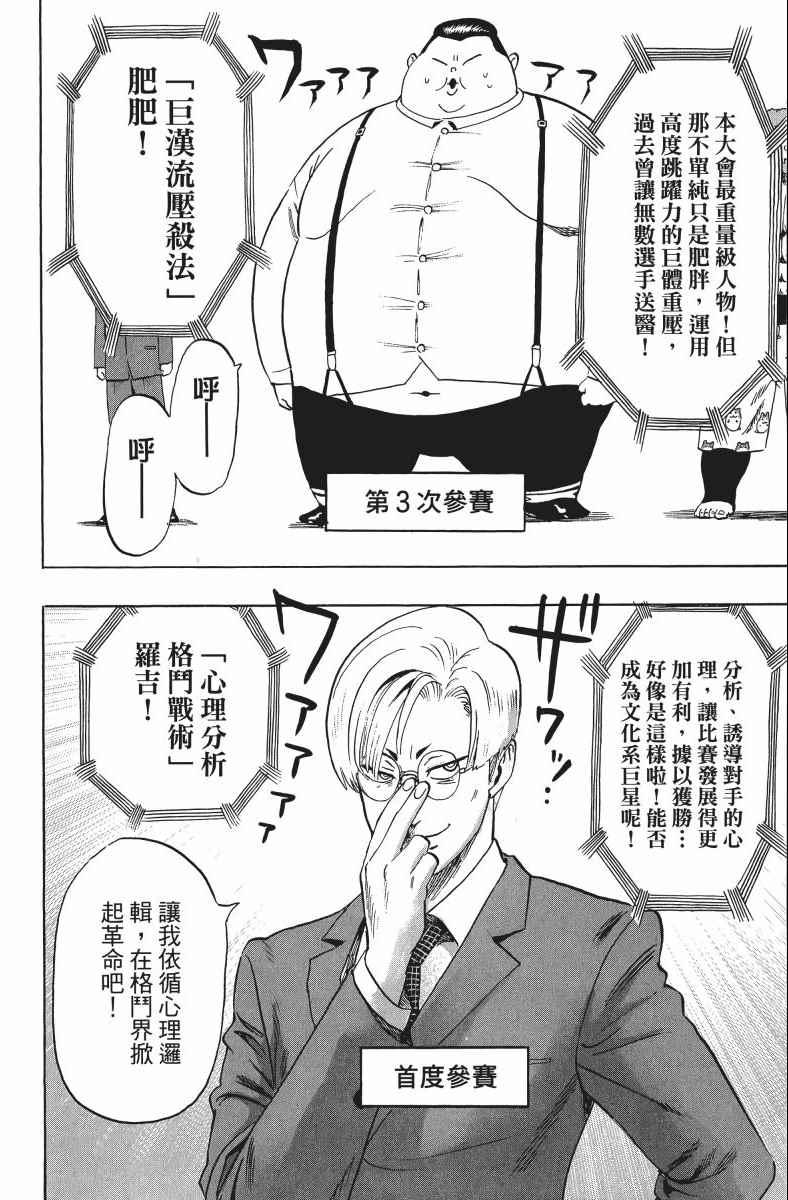 本大會最重量級人物！但
那不單純只是肥胖，運用
高度跳躍力的巨體重壓，
過去曾讓無數選手送醫！
ワァァァ
ァァ
「巨漢流壓殺法」
肥肥！
呼——
呼——
第3次參賽
分析、誘導對手的心
理，讓比賽發展得更
加有利，據以獲勝…
好像是這樣啦！能否
成為文化系巨星呢！
ザワッ
ワァァァ
「心理分析
格鬥戰術」
羅吉！
讓我依循心理邏
輯，在格鬥界掀
起革命吧！
首度參賽